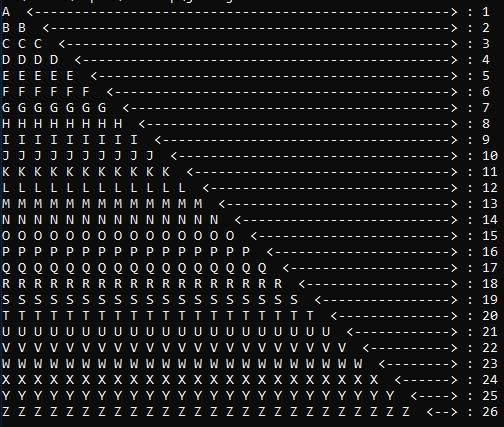 A  <----------------------------------------------------> : 1
B B  <--------------------------------------------------> : 2
C C C  <------------------------------------------------> : 3
D D D D  <----------------------------------------------> : 4
E E E E E  <--------------------------------------------> : 5
F F F F F F  <------------------------------------------> : 6
G G G G G G G  <----------------------------------------> : 7
H H H H H H H H  <--------------------------------------> : 8
I I I I I I I I I  <------------------------------------> : 9
J J J J J J J J J J  <----------------------------------> : 10
K K K K K K K K K K K  <--------------------------------> : 11
L L L L L L L L L L L L  <------------------------------> : 12
M M M M M M M M M M M M M  <----------------------------> : 13
N N N N N N N N N N N N N N  <--------------------------> : 14
O O O O O O O O O O O O O O O  <------------------------> : 15
P P P P P P P P P P P P P P P P  <----------------------> : 16
Q Q Q Q Q Q Q Q Q Q Q Q Q Q Q Q Q  <--------------------> : 17
R R R R R R R R R R R R R R R R R R  <------------------> : 18
S S S S S S S S S S S S S S S S S S S  <----------------> : 19
T T T T T T T T T T T T T T T T T T T T  <--------------> : 20
U U U U U U U U U U U U U U U U U U U U U  <------------> : 21
V V V V V V V V V V V V V V V V V V V V V V  <----------> : 22
W W W W W W W W W W W W W W W W W W W W W W W  <--------> : 23
X X X X X X X X X X X X X X X X X X X X X X X X  <------> : 24
Y Y Y Y Y Y Y Y Y Y Y Y Y Y Y Y Y Y Y Y Y Y Y Y Y  <----> : 25
Z Z Z Z Z Z Z Z Z Z Z Z Z Z Z Z Z Z Z Z Z Z Z Z Z Z  <--> : 26